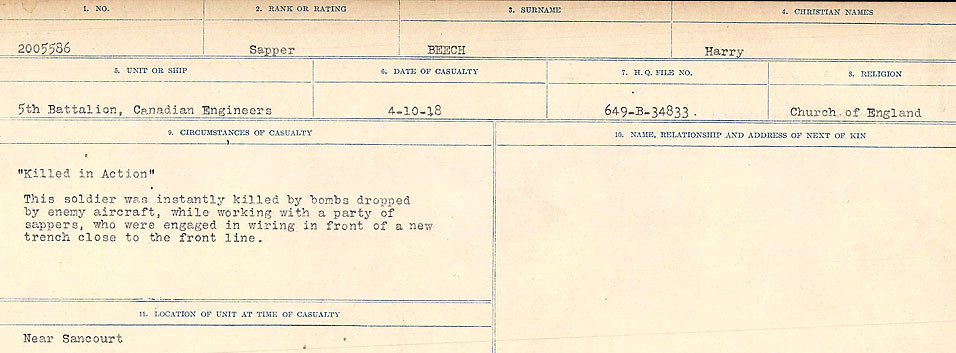 1. NO. 2. RANK OR RATING 3. SURNAME 4. CHRISTIAN NAMES
2005586 Sapper BEECH Harry
5. UNIT OR SHIP 6. DATE OF CASUALTY 7. H.Q. FILE NO. 8. RELIGION
5th Battalion, Canadian Engineers 4-10-18 649-B-34833. Church of England
9. CIRCUMSTANCES OF CASUALTY 10. NAME, RELATIONSHIP AND ADDRESS OF NEXT OF KIN
"Killed in Action"
This soldier was instantly killed by bombs dropped
by enemy aircraft, while working with a party of
sappers, who were engaged in wiring in front of a new
trench close to the front line.
11. LOCATION OF UNIT AT TIME OF CASUALTY
Near Sancourt